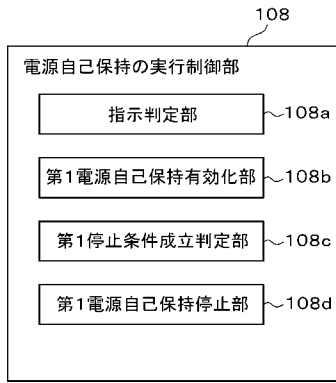 108
電源自己保持の実行制御部
指示判定部 108a
第1電源自己保持有効化部 108b
第1停止条件成立判定部 108c
第1電源自己保持停止部 108d